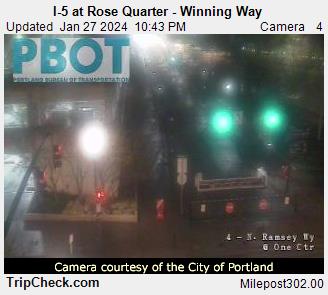 I-5 at Rose Quarter - Winning Way
Updated Jan 27 2024 10:43 PM Camera 4
PBOT
PORTLAND BUREAU OF TRANSPORTATION
4 - N. Ramsey Wy
@ One Ctr
Camera courtesy of the City of Portland
TripCheck.com Milepost302.00